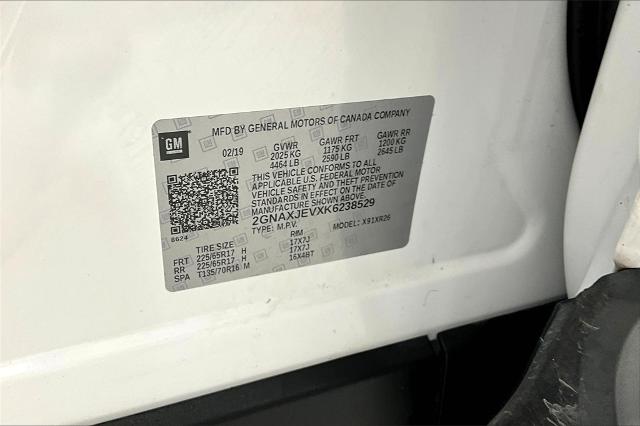 GM
MFD BY GENERAL MOTORS OF CANADA COMPANY
02/19 GVWR GAWR FRT GAWR RR
2025 KG 1175 KG 1200 KG
4464 LB 2590 LB 2645 LB
THIS VEHICLE CONFORMS TO ALL
APPLICABLE U.S. FEDERAL MOTOR
VEHICLE SAFETY AND THEFT PREVENTION
STANDARDS IN EFFECT ON THE DATE OF
MANUFACTURE SHOWN ABOVE.
2GNAXJEVXK6238529
8624 TYPE: M.P.V. MODEL: X91XR26
TIRE SIZE RIM
FRT 225/65R17 H 17X7J
RR 225/65R17 H 17X7J
SPA T135/70R16 M 16X4BT